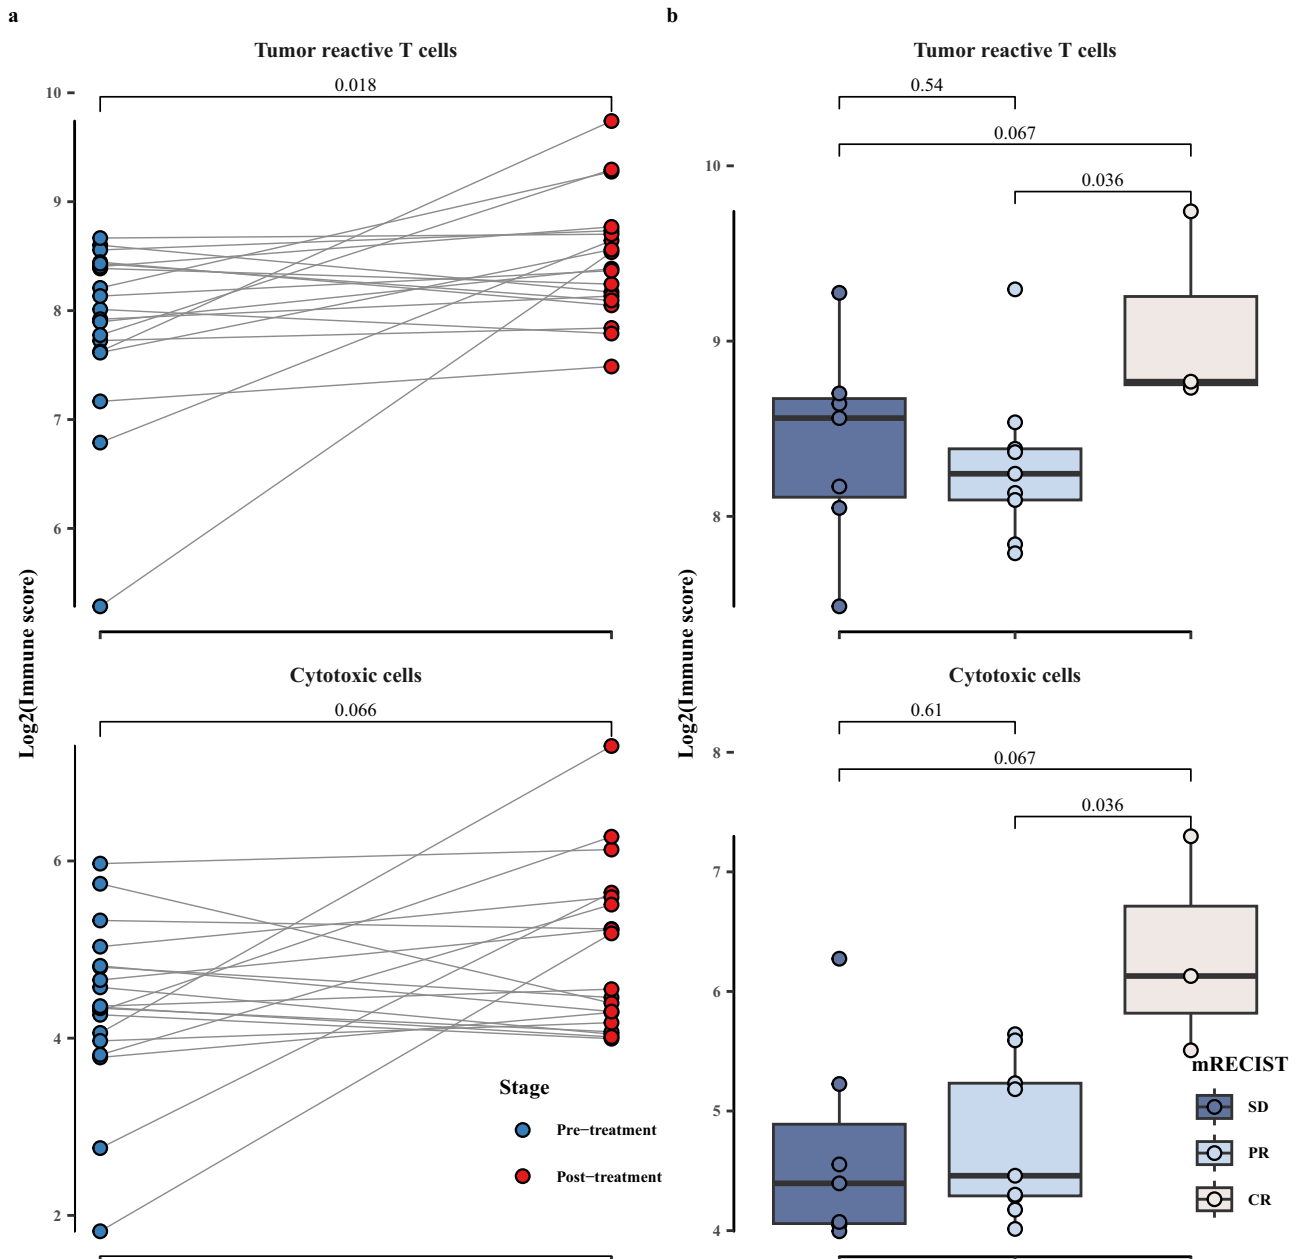 a
Tumor reactive T cells
0.018
10
9
8
7
6
Log2(Immune score)
Cytotoxic cells
0.066
6
4
2
Stage
Pre−treatment
Post−treatment
b
Tumor reactive T cells
0.54
0.067
0.036
10
9
8
Log2(Immune score)
Cytotoxic cells
0.61
0.067
0.036
8
7
6
5
4
mRECIST
SD
PR
CR